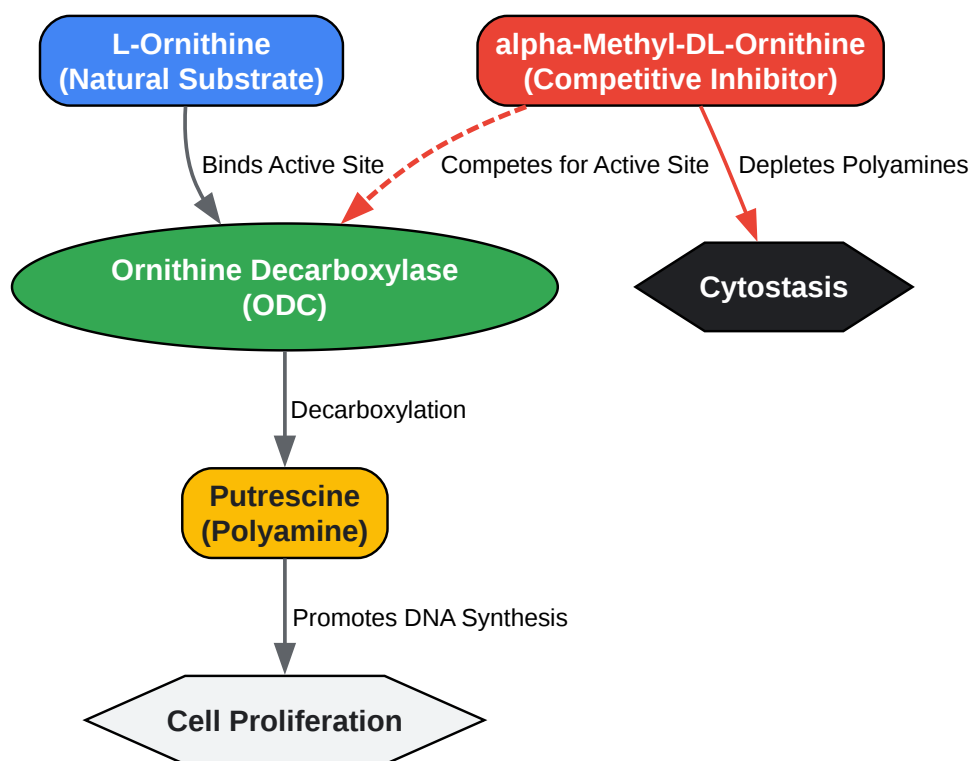 L-Ornithine
(Natural Substrate)
alpha-Methyl-DL-Ornithine
(Competitive Inhibitor)
Binds Active Site
Competes for Active Site
Depletes Polyamines
Ornithine Decarboxylase
(ODC)
Cytostasis
Decarboxylation
Putrescine
(Polyamine)
Promotes DNA Synthesis
Cell Proliferation